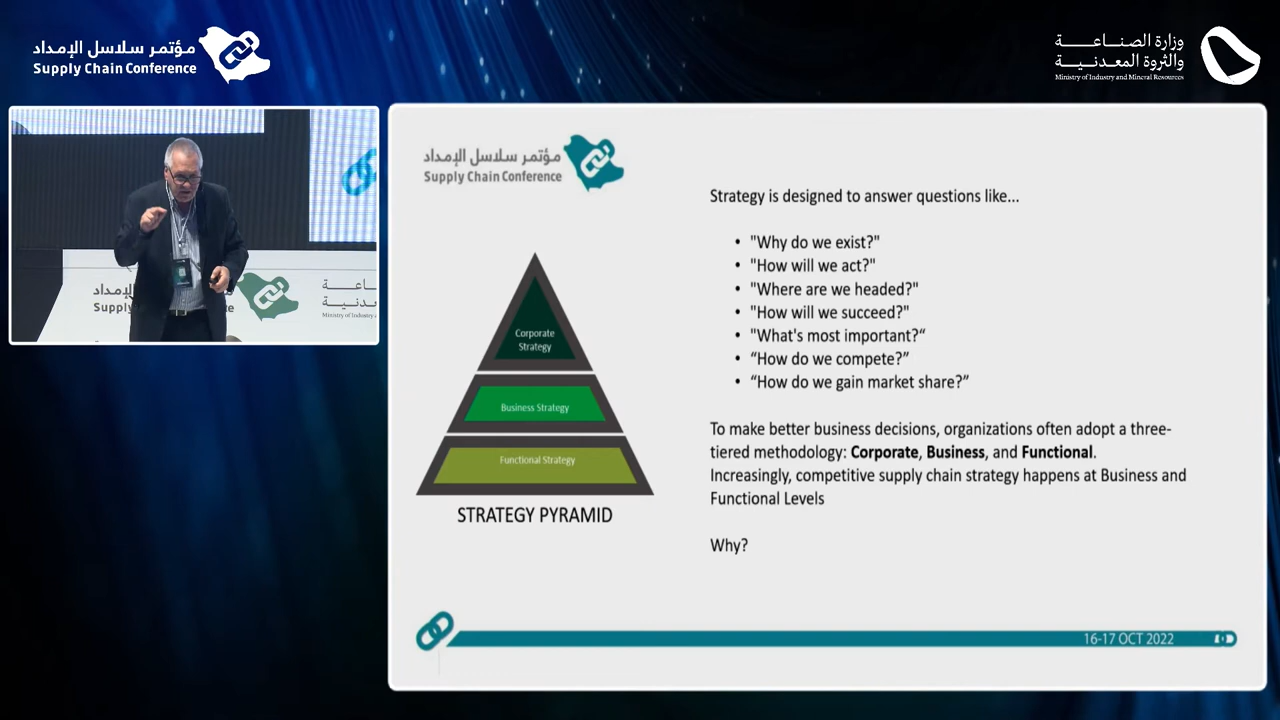 مؤتمر سلاسل الإمداد
Supply Chain Conference
وزارة الصناعة
والثروة المعدنية
Ministry of Industry and Mineral Resources
مؤتمر سلاسل الإمداد
Supply Chain Conference
Strategy is designed to answer questions like...
• "Why do we exist?"
• "How will we act?"
• "Where are we headed?"
• "How will we succeed?"
• "What's most important?“
• “How do we compete?”
• “How do we gain market share?”
To make better business decisions, organizations often adopt a three-
tiered methodology: Corporate, Business, and Functional.
Increasingly, competitive supply chain strategy happens at Business and
Functional Levels
Why?
Corporate
Strategy
Business Strategy
Functional Strategy
STRATEGY PYRAMID
16-17 OCT 2022